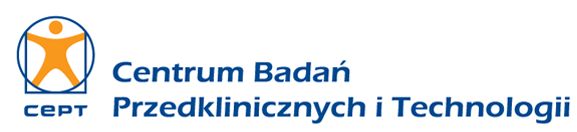 Centrum Badań
Przedklinicznych i Technologii
CEPT